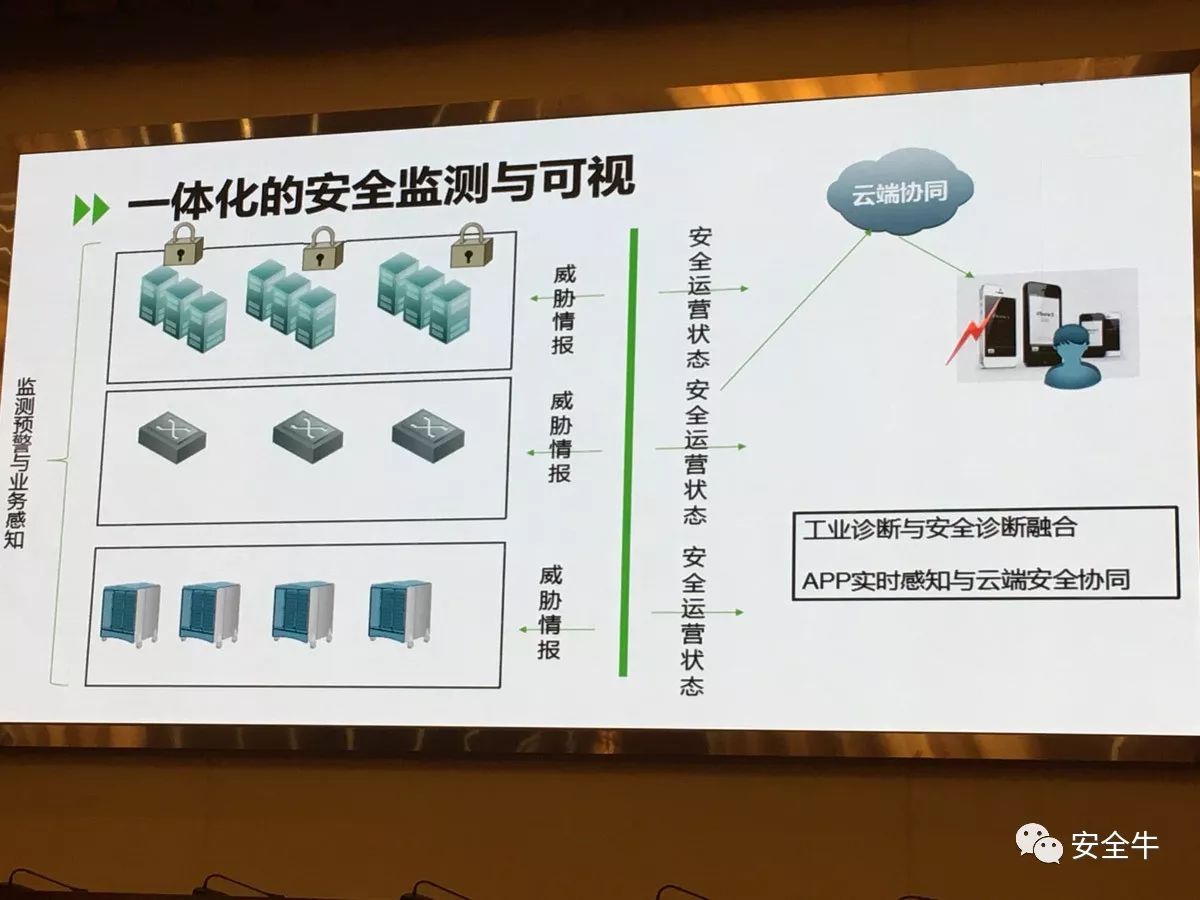 一体化的安全监测与可视
监测预警与业务感知
威胁情报
威胁情报
威胁情报
安全运营状态
安全运营状态
安全运营状态
云端协同
工业诊断与安全诊断融合
APP实时感知与云端安全协同
安全牛